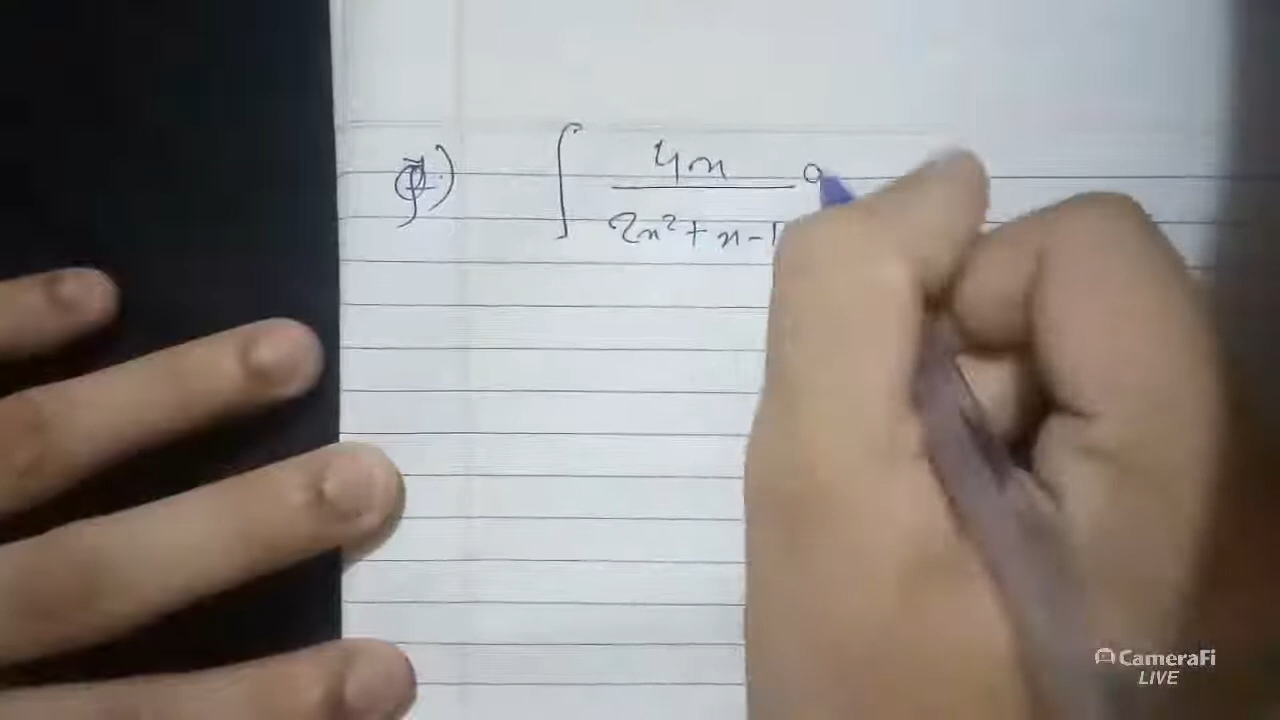 ∫ 4x
2x² + x - 1
CameraFi
LIVE